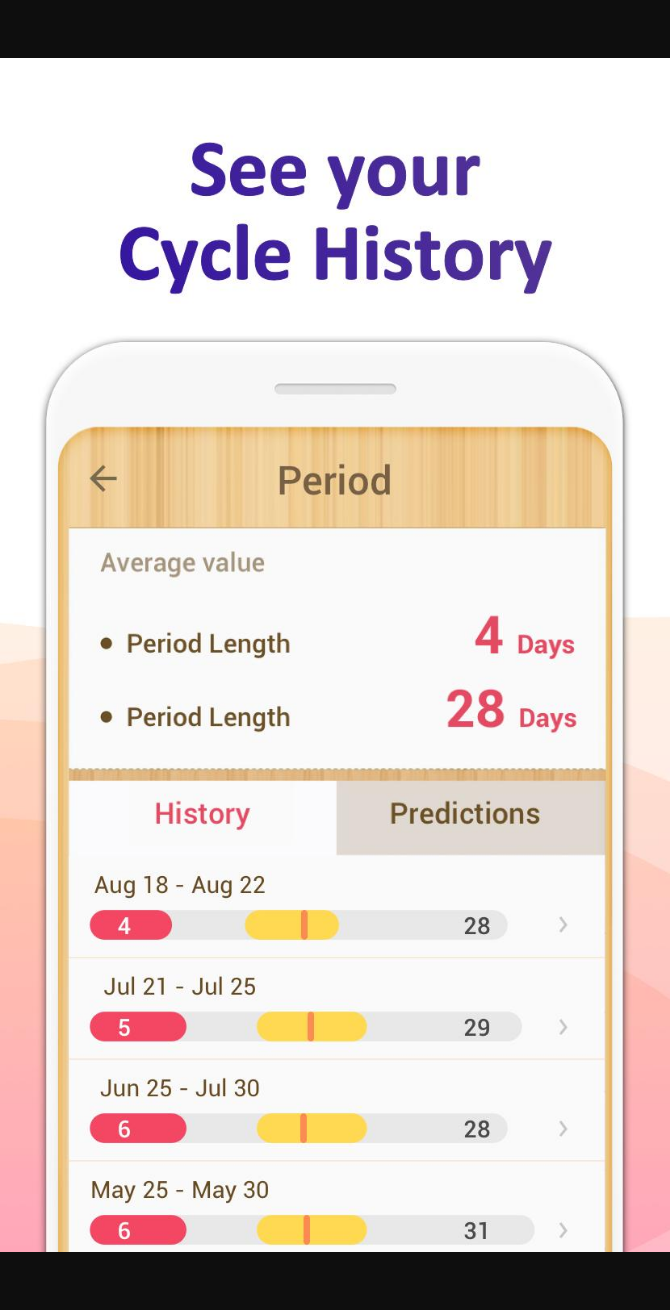 See your
Cycle History
Period
Average value
• Period Length 4 Days
• Period Length 28 Days
History Predictions
Aug 18 - Aug 22
4 28
Jul 21 - Jul 25
5 29
Jun 25 - Jul 30
6 28
May 25 - May 30
6 31